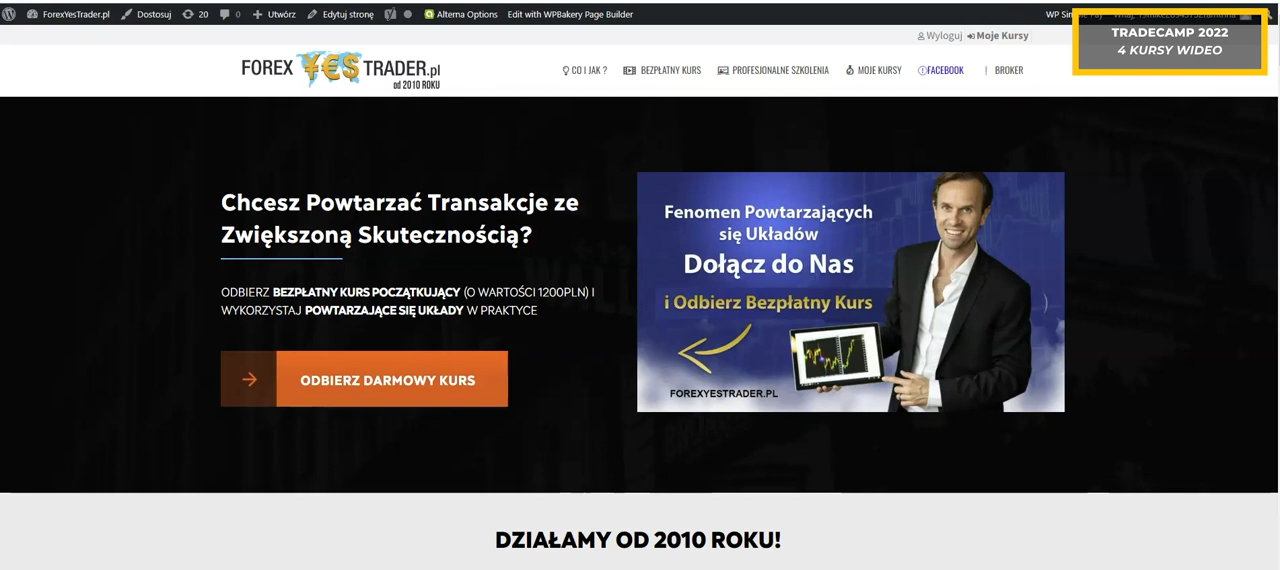 ForexYesTrader.pl Dostosuj 20 0 Utwórz Edytuj stronę Alterna Options Edit with WPBakery Page Builder
TRADECAMP 2022
4 KURSY WIDEO
Wyloguj Moje Kursy
FOREX ¥€$ TRADER.pl
od 2010 ROKU
CO I JAK ? BEZPŁATNY KURS PROFESJONALNE SZKOLENIA MOJE KURSY FACEBOOK BROKER
Chcesz Powtarzać Transakcje ze
Zwiększoną Skutecznością?
ODBIERZ BEZPŁATNY KURS POCZĄTKUJĄCY (O WARTOŚCI 1200PLN) I
WYKORZYSTAJ POWTARZAJĄCE SIĘ UKŁADY W PRAKTYCE
ODBIERZ DARMOWY KURS
Fenomen Powtarzających
się Układów
Dołącz do Nas
i Odbierz Bezpłatny Kurs
FOREXYESTRADER.PL
DZIAŁAMY OD 2010 ROKU!